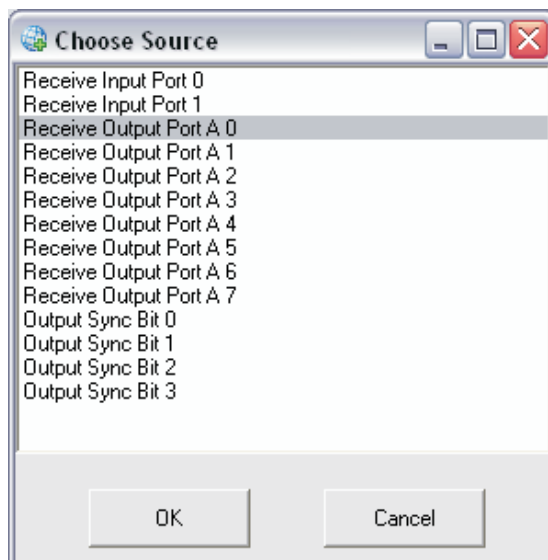 Choose Source
Receive Input Port 0
Receive Input Port 1
Receive Output Port A 0
Receive Output Port A 1
Receive Output Port A 2
Receive Output Port A 3
Receive Output Port A 4
Receive Output Port A 5
Receive Output Port A 6
Receive Output Port A 7
Output Sync Bit 0
Output Sync Bit 1
Output Sync Bit 2
Output Sync Bit 3
OK Cancel